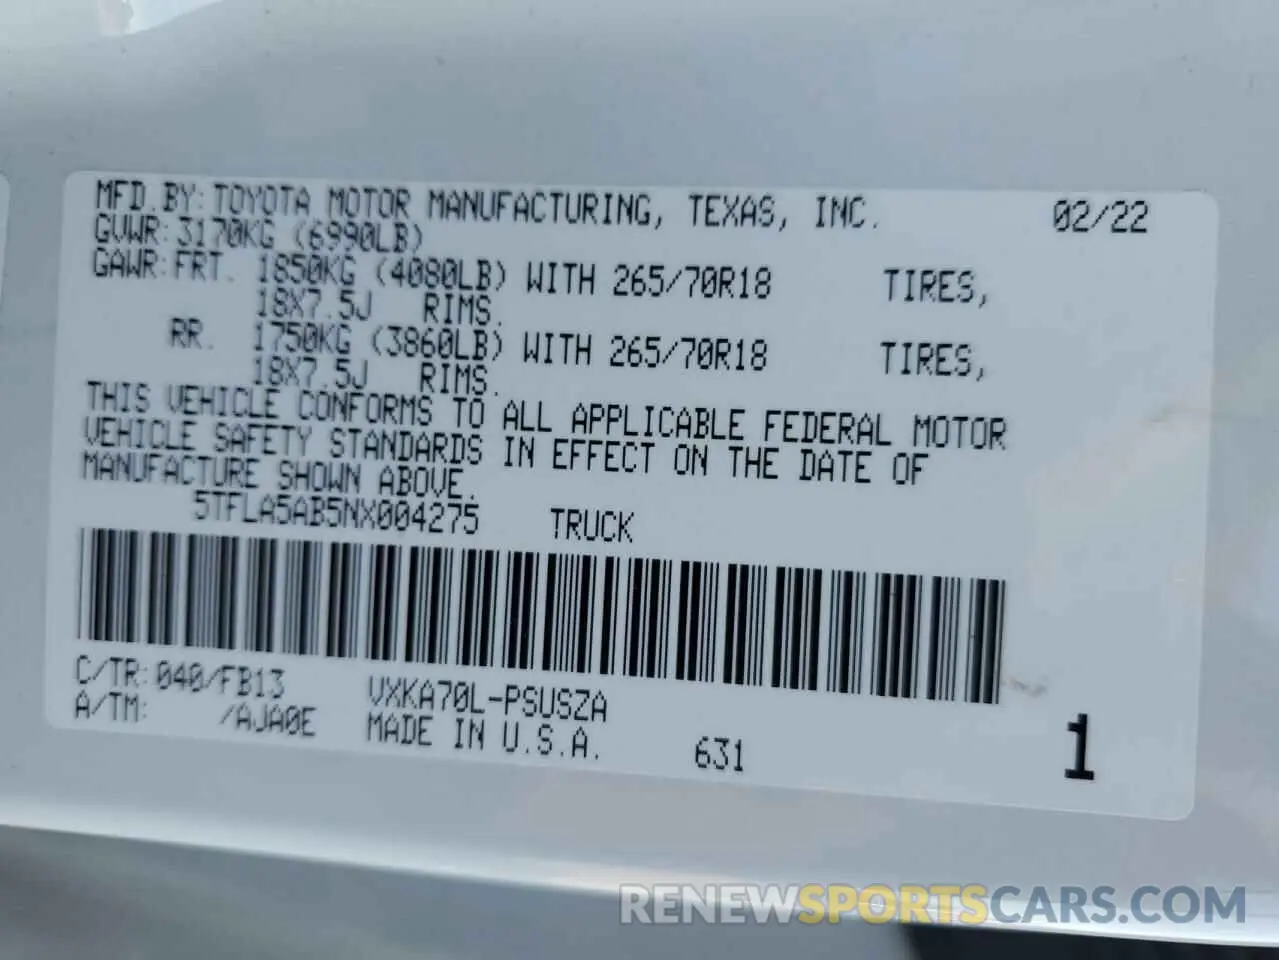 MFD. BY: TOYOTA MOTOR MANUFACTURING, TEXAS, INC. 02/22
GVWR: 3170KG (6990LB)
GAWR: FRT. 1850KG (4080LB) WITH 265/70R18 TIRES,
18X7.5J RIMS.
RR. 1750KG (3860LB) WITH 265/70R18 TIRES,
18X7.5J RIMS.
THIS VEHICLE CONFORMS TO ALL APPLICABLE FEDERAL MOTOR
VEHICLE SAFETY STANDARDS IN EFFECT ON THE DATE OF
MANUFACTURE SHOWN ABOVE.
5TFLA5AB5NX004275 TRUCK
C/TR: 040/FB13 VXKA70L-PSUSZA
A/TM: /AJA0E MADE IN U.S.A. 631 1
RENEWSPORTSCARS.COM